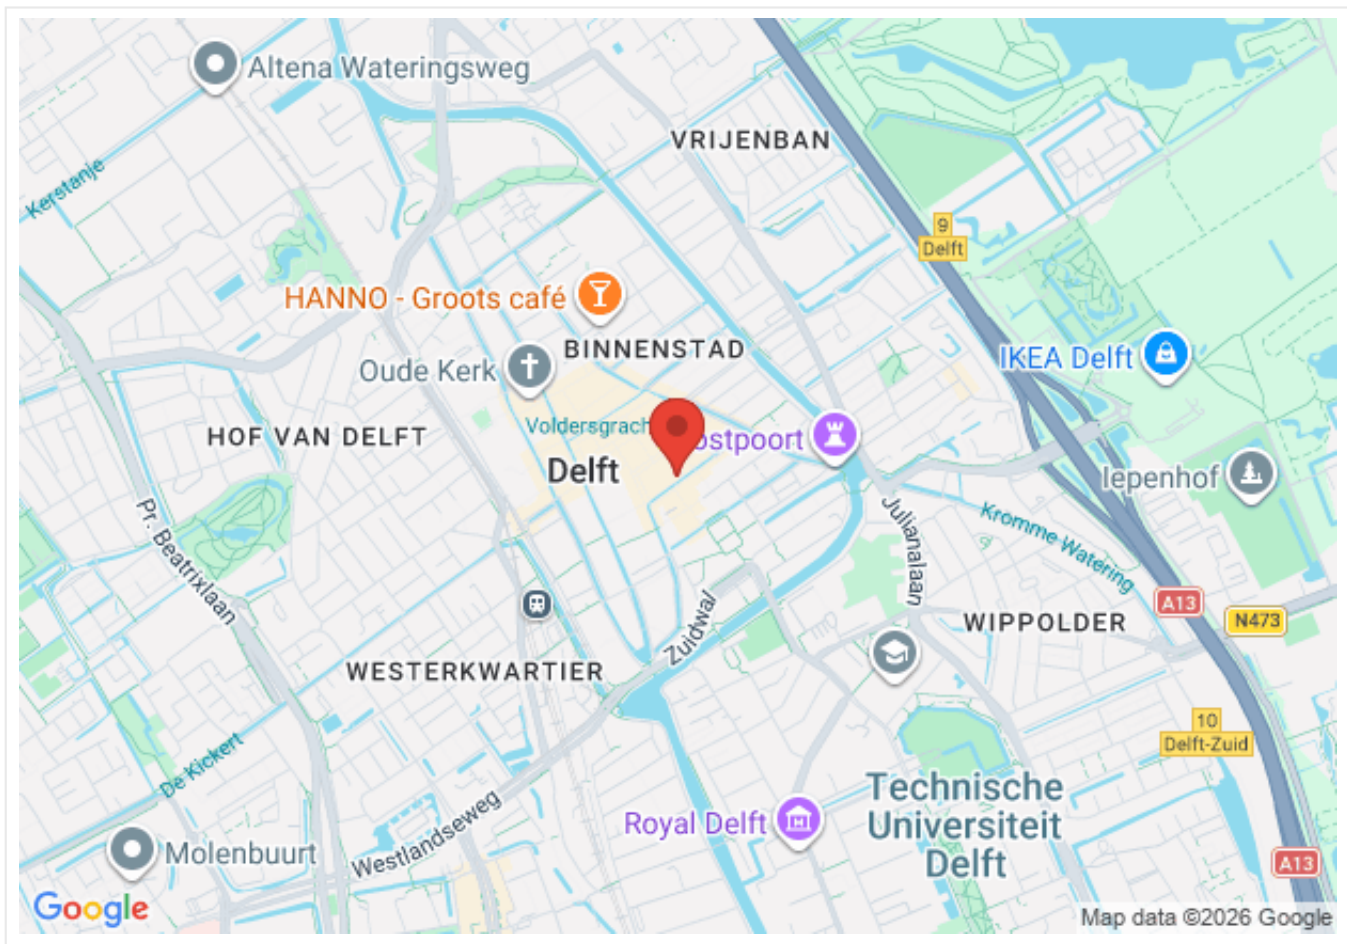 Altena Wateringsweg
VRIJENBAN
Kerstanje
9
Delft
HANNO - Groots café
BINNENSTAD
IKEA Delft
Oude Kerk
Voldersgrach
HOF VAN DELFT
ostpoort
Delft
Iepenhof
Julianalaan
Kromme Watering
Pr. Beatrixlaan
A13
N473
Zuidwal
WIPPOLDER
WESTERKWARTIER
10
Delft-Zuid
De Kickert
Technische
Universiteit
Delft
Royal Delft
Westlandseweg
Molenbuurt
A13
Google
Map data ©2026 Google